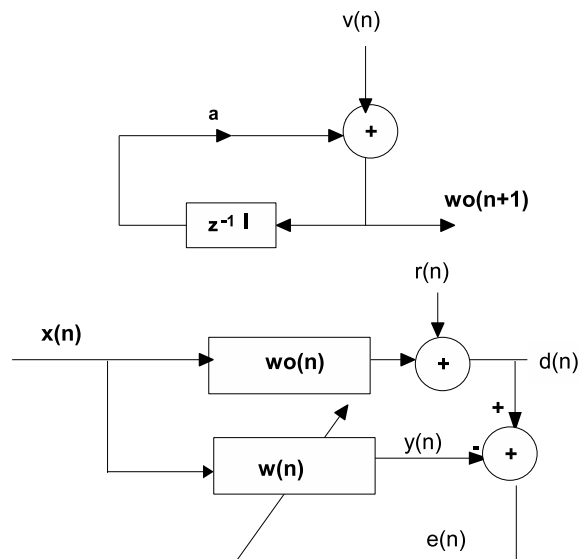 v(n)
a
+
wo(n+1)
z⁻¹ I
r(n)
x(n)
wo(n)
+
d(n)
+
y(n)
-
+
w(n)
e(n)